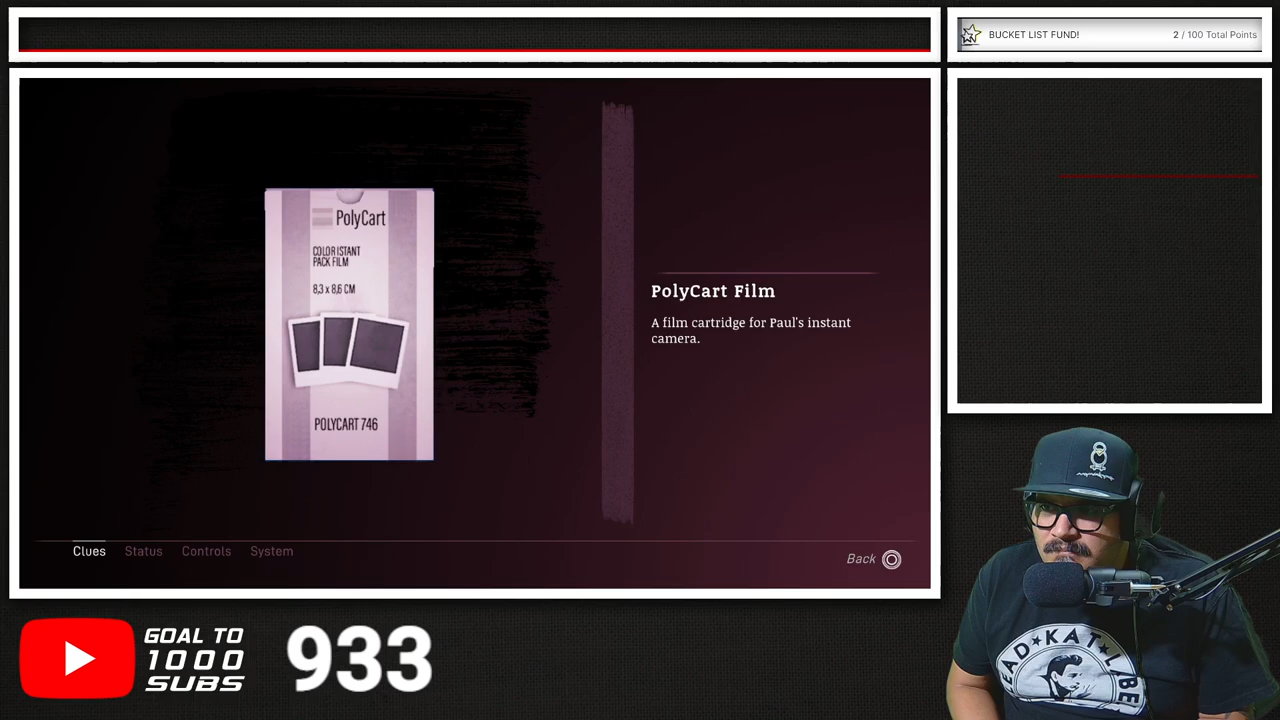 BUCKET LIST FUND!
2 / 100 Total Points
PolyCart
COLOR ISTANT
PACK FILM
8,3 x 8,6 CM
POLYCART 746
PolyCart Film
A film cartridge for Paul's instant
camera.
Clues Status Controls System
Back
GOAL TO
1000
SUBS
933